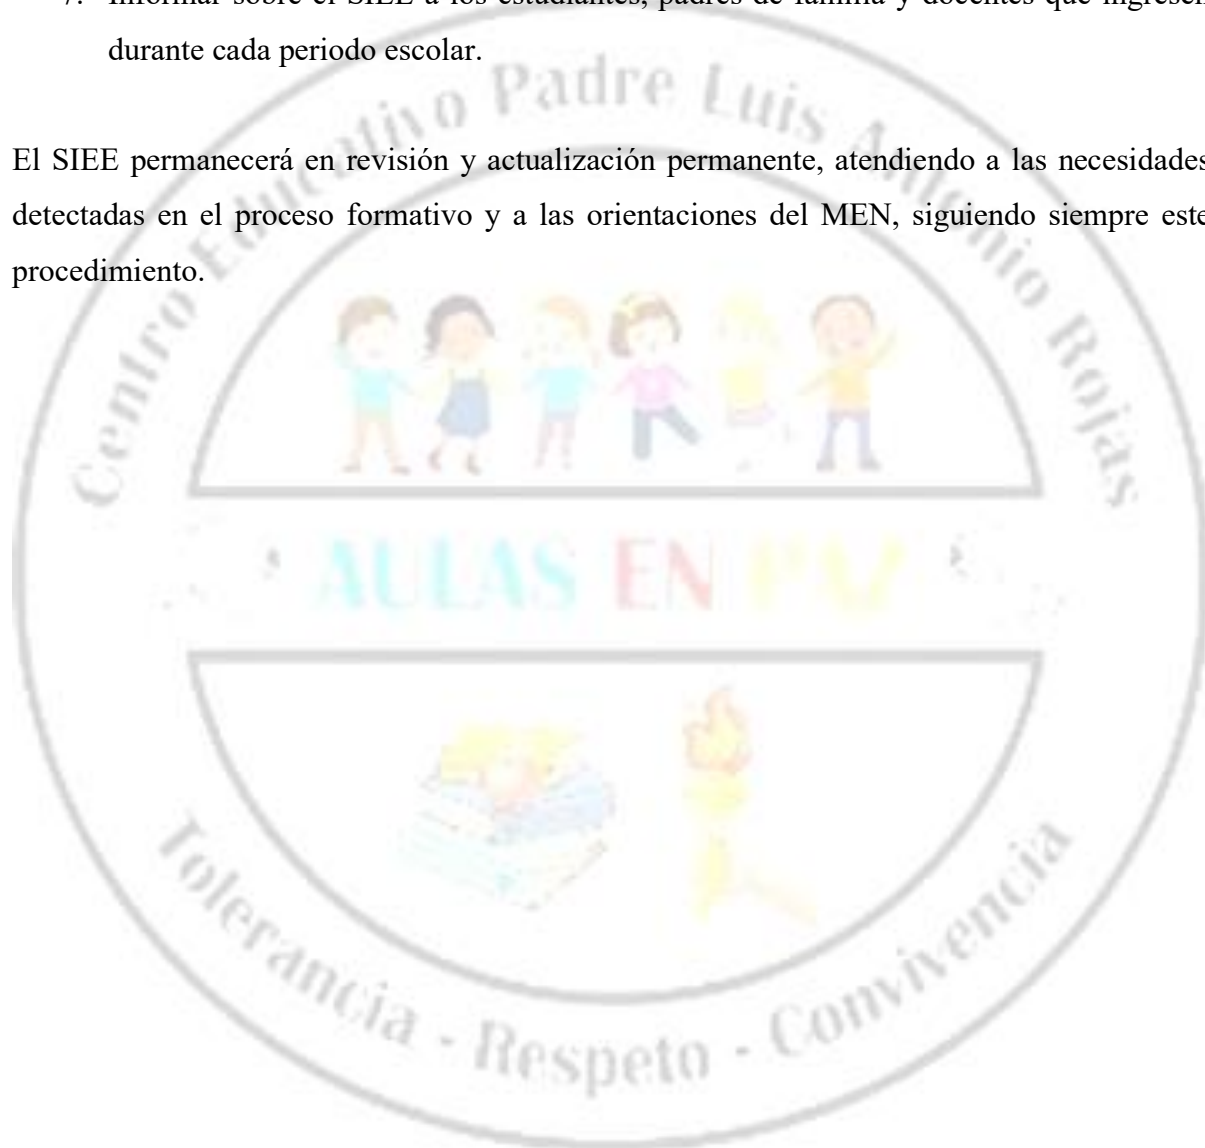 7. Informar sobre el SIEE a los estudiantes, padres de familia y docentes que ingresen
durante cada periodo escolar.
El SIEE permanecerá en revisión y actualización permanente, atendiendo a las necesidades
detectadas en el proceso formativo y a las orientaciones del MEN, siguiendo siempre este
procedimiento.
Centro Educativo Padre Luis Antonio Rojas
AULAS EN PAZ
Tolerancia - Respeto - Convivencia